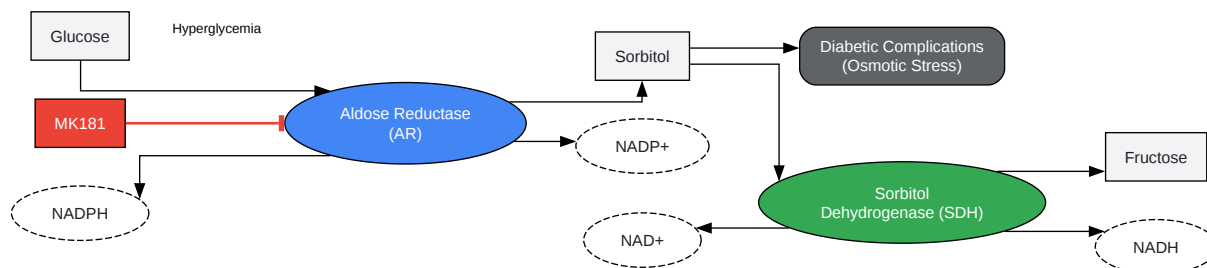 Glucose
Hyperglycemia
Sorbitol
Diabetic Complications
(Osmotic Stress)
MK181
Aldose Reductase
(AR)
NADP+
Fructose
NADPH
Sorbitol
Dehydrogenase (SDH)
NAD+
NADH